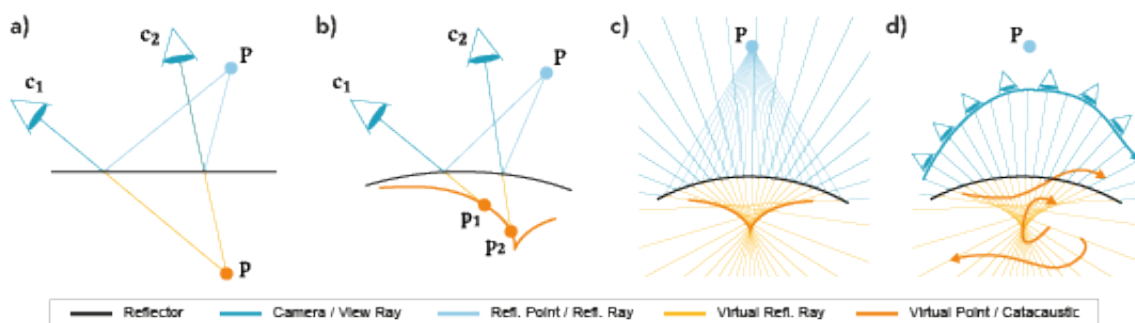 a) b) c) d)
c₁ c₂ P P
c₁ c₂ P
p₁ p₂
P
P
Reflector Camera / View Ray Refl. Point / Refl. Ray Virtual Refl. Ray Virtual Point / Catacaustic